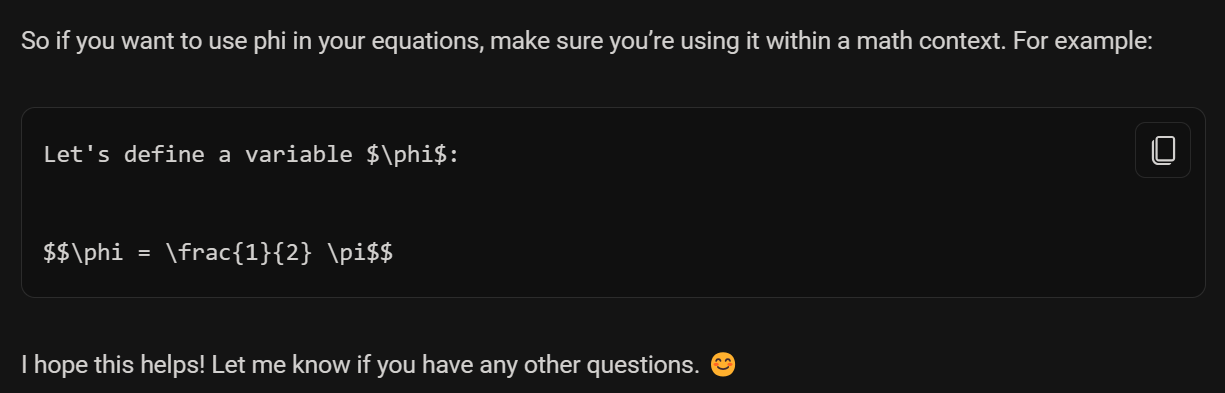 So if you want to use phi in your equations, make sure you’re using it within a math context. For example:
Let's define a variable $\phi$:
$$\phi = \frac{1}{2} \pi$$
I hope this helps! Let me know if you have any other questions. 😊